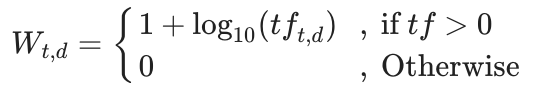 W_{t,d} = { 1 + log_{10}(tf_{t,d}) , if tf > 0
0 , Otherwise